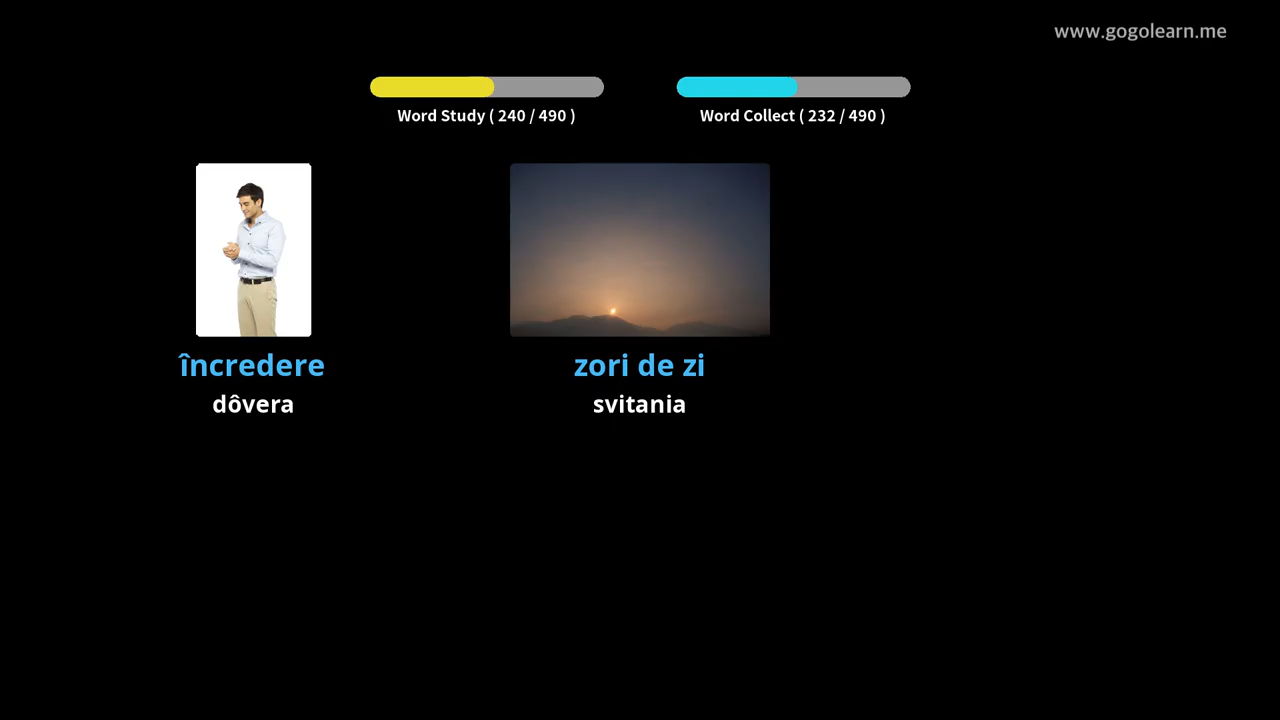 www.gogolearn.me
Word Study ( 240 / 490 )
Word Collect ( 232 / 490 )
încredere
dôvera
zori de zi
svitania